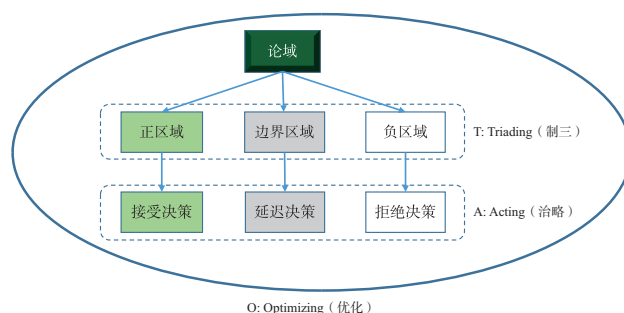 论域
正区域
边界区域
负区域
T: Triading（制三）
接受决策
延迟决策
拒绝决策
A: Acting（治略）
O: Optimizing（优化）